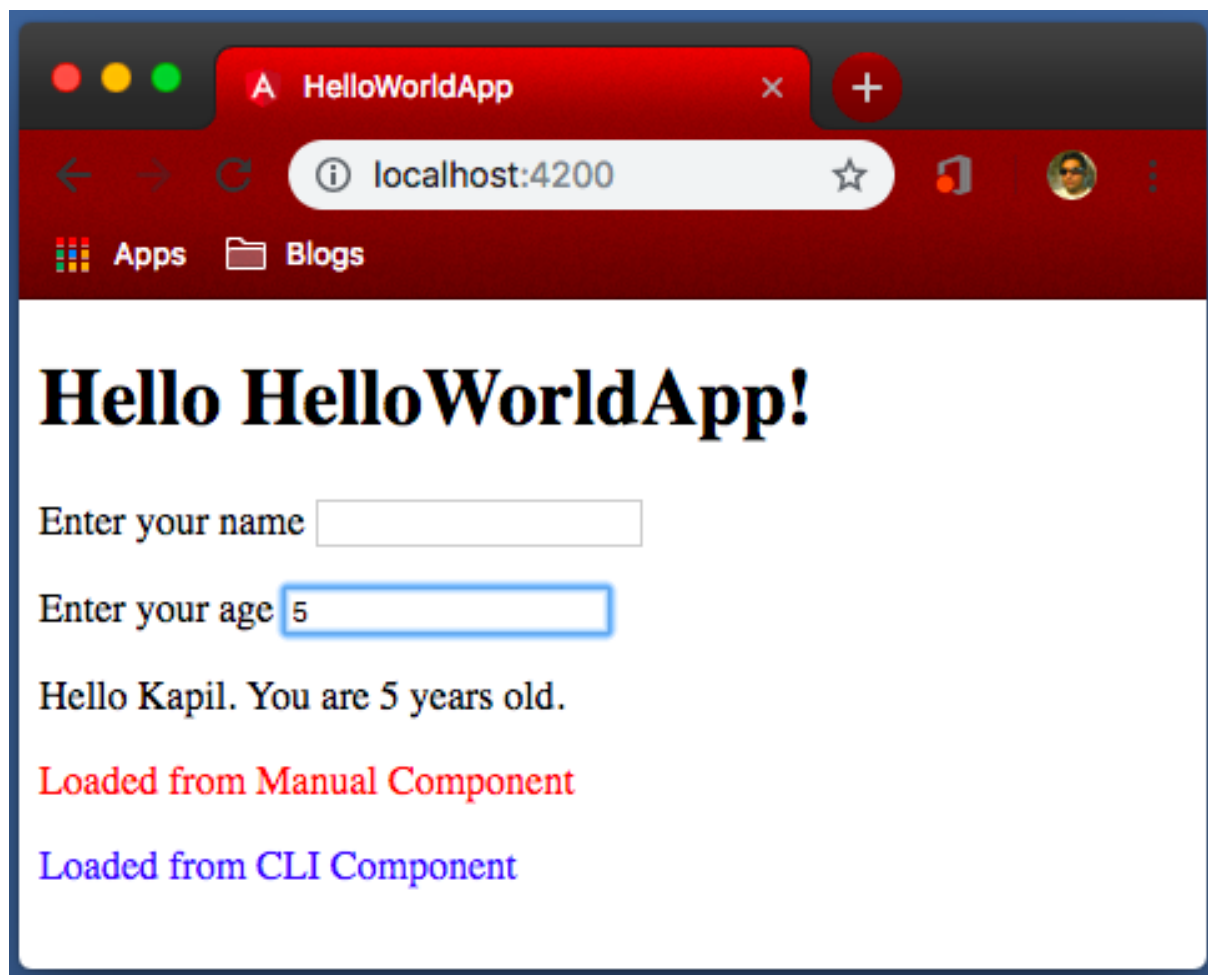 HelloWorldApp
localhost:4200
Apps Blogs
Hello HelloWorldApp!
Enter your name
Enter your age 5
Hello Kapil. You are 5 years old.
Loaded from Manual Component
Loaded from CLI Component